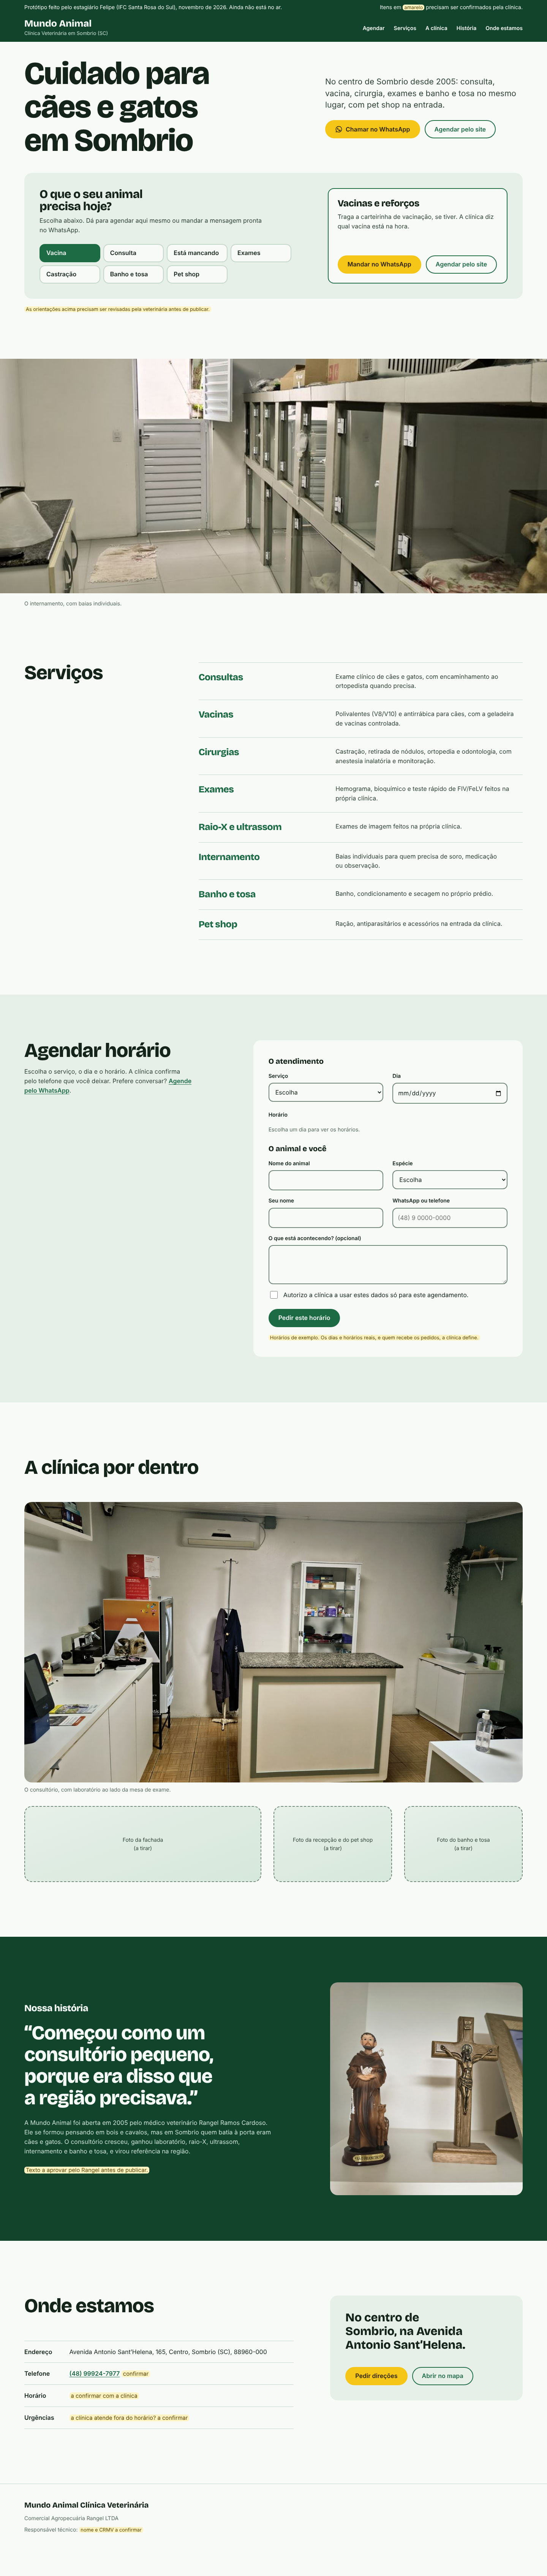 Protótipo feito pelo estagiário Felipe (IFC Santa Rosa do Sul), novembro de 2026. Ainda não está no ar.
Itens em amarelo precisam ser confirmados pela clínica.
Mundo Animal
Clínica Veterinária em Sombrio (SC)
Agendar
Serviços
A clínica
História
Onde estamos
Cuidado para
cães e gatos
em Sombrio
No centro de Sombrio desde 2005: consulta,
vacina, cirurgia, exames e banho e tosa no mesmo
lugar, com pet shop na entrada.
Chamar no WhatsApp
Agendar pelo site
O que o seu animal
precisa hoje?
Escolha abaixo. Dá para agendar aqui mesmo ou mandar a mensagem pronta
no WhatsApp.
Vacina
Consulta
Está mancando
Exames
Castração
Banho e tosa
Pet shop
Vacinas e reforços
Traga a carteirinha de vacinação, se tiver. A clínica diz
qual vacina está na hora.
Mandar no WhatsApp
Agendar pelo site
As orientações acima precisam ser revisadas pela veterinária antes de publicar.
O internamento, com baias individuais.
Serviços
Consultas
Exame clínico de cães e gatos, com encaminhamento ao
ortopedista quando precisa.
Vacinas
Polivalentes (V8/V10) e antirrábica para cães, com a geladeira
de vacinas controlada.
Cirurgias
Castração, retirada de nódulos, ortopedia e odontologia, com
anestesia inalatória e monitoração.
Exames
Hemograma, bioquímico e teste rápido de FIV/FeLV feitos na
própria clínica.
Raio-X e ultrassom
Exames de imagem feitos na própria clínica.
Internamento
Baias individuais para quem precisa de soro, medicação
ou observação.
Banho e tosa
Banho, condicionamento e secagem no próprio prédio.
Pet shop
Ração, antiparasitários e acessórios na entrada da clínica.
Agendar horário
Escolha o serviço, o dia e o horário. A clínica confirma
pelo telefone que você deixar. Prefere conversar? Agende
pelo WhatsApp.
O atendimento
Serviço
Dia
Escolha
mm/dd/yyyy
Horário
Escolha um dia para ver os horários.
O animal e você
Nome do animal
Espécie
Escolha
Seu nome
WhatsApp ou telefone
(48) 9 0000-0000
O que está acontecendo? (opcional)
Autorizo a clínica a usar estes dados só para este agendamento.
Pedir este horário
Horários de exemplo. Os dias e horários reais, e quem recebe os pedidos, a clínica define.
A clínica por dentro
O consultório, com laboratório ao lado da mesa de exame.
Foto da fachada
(a tirar)
Foto da recepção e do pet shop
(a tirar)
Foto do banho e tosa
(a tirar)
Nossa história
“Começou como um
consultório pequeno,
porque era disso que
a região precisava.”
A Mundo Animal foi aberta em 2005 pelo médico veterinário Rangel Ramos Cardoso.
Ele se formou pensando em bois e cavalos, mas em Sombrio quem batia à porta eram
cães e gatos. O consultório cresceu, ganhou laboratório, raio-X, ultrassom,
internamento e banho e tosa, e virou referência na região.
Texto a aprovar pelo Rangel antes de publicar.
Onde estamos
Endereço
Avenida Antonio Sant’Helena, 165, Centro, Sombrio (SC), 88960-000
Telefone
(48) 99924-7977 confirmar
Horário
a confirmar com a clínica
Urgências
a clínica atende fora do horário? a confirmar
No centro de
Sombrio, na Avenida
Antonio Sant’Helena.
Pedir direções
Abrir no mapa
Mundo Animal Clínica Veterinária
Comercial Agropecuária Rangel LTDA
Responsável técnico: nome e CRMV a confirmar